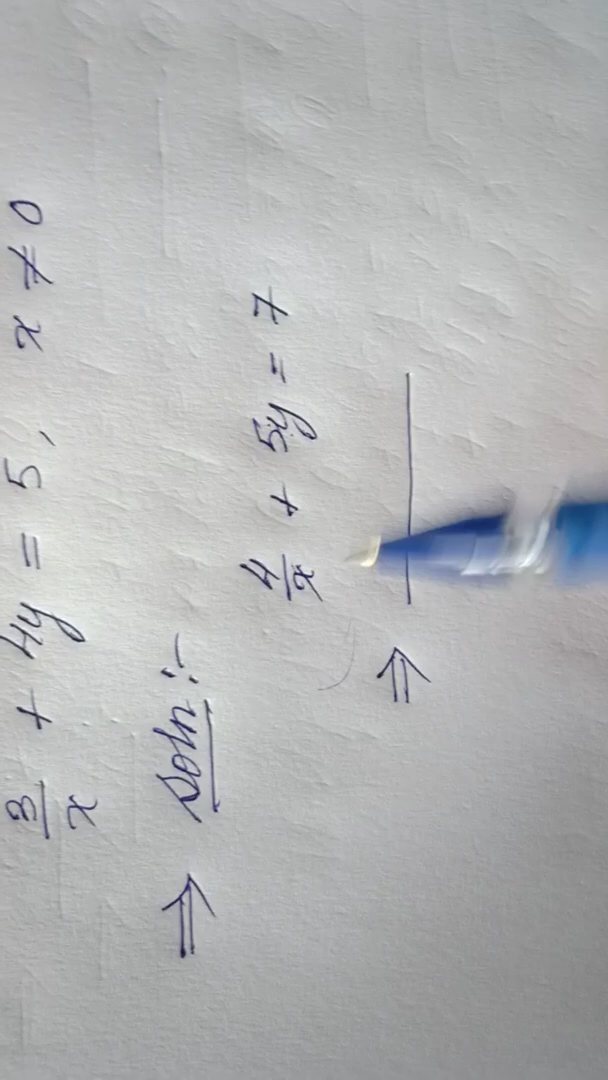 3/x + 4y = 5, x ≠ 0
⇒ Soln :-
4/x + 5y = 7
⇒